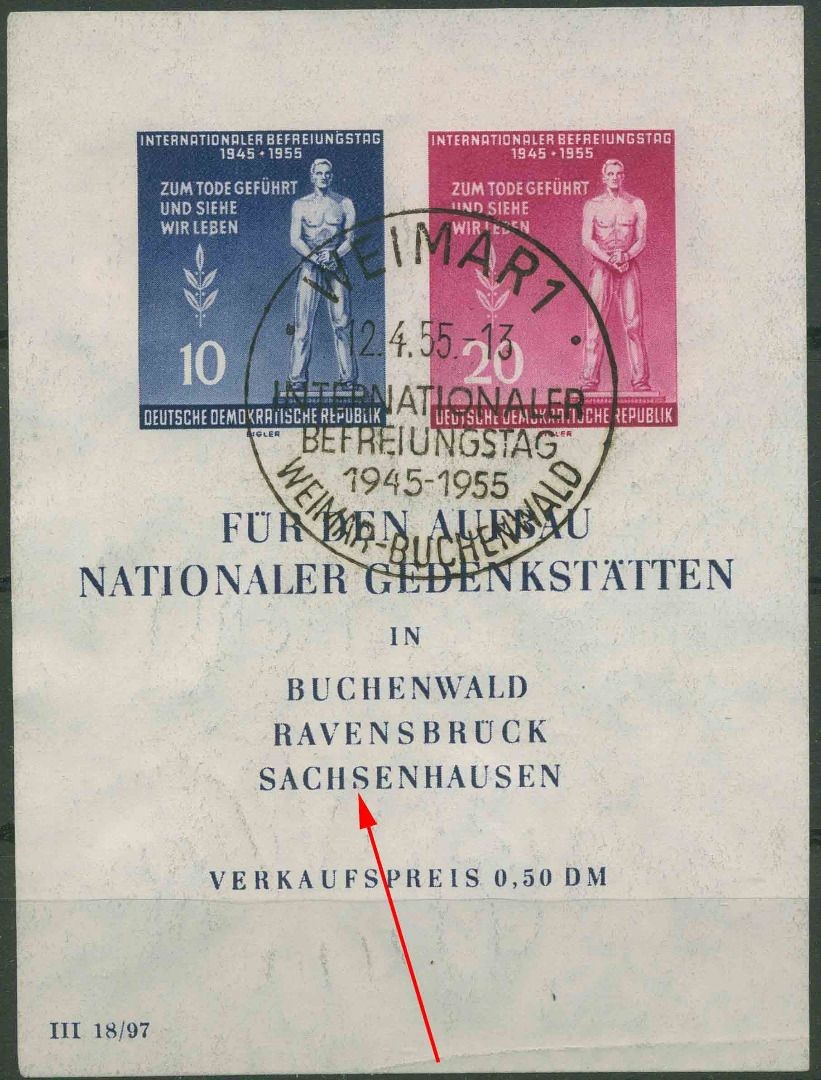 INTERNATIONALER BEFREIUNGSTAG
1945 • 1955
ZUM TODE GEFÜHRT
UND SIEHE
WIR LEBEN
10
DEUTSCHE DEMOKRATISCHE REPUBLIK
EIGLER
INTERNATIONALER BEFREIUNGSTAG
1945 • 1955
ZUM TODE GEFÜHRT
UND SIEHE
WIR LEBEN
20
DEUTSCHE DEMOKRATISCHE REPUBLIK
EIGLER
WEIMAR 1
12.4.55.-13
INTERNATIONALER
BEFREIUNGSTAG
1945-1955
WEIMAR-BUCHENWALD
FÜR DEN AUFBAU
NATIONALER GEDENKSTÄTTEN
IN
BUCHENWALD
RAVENSBRÜCK
SACHSENHAUSEN
VERKAUFSPREIS 0,50 DM
III 18/97